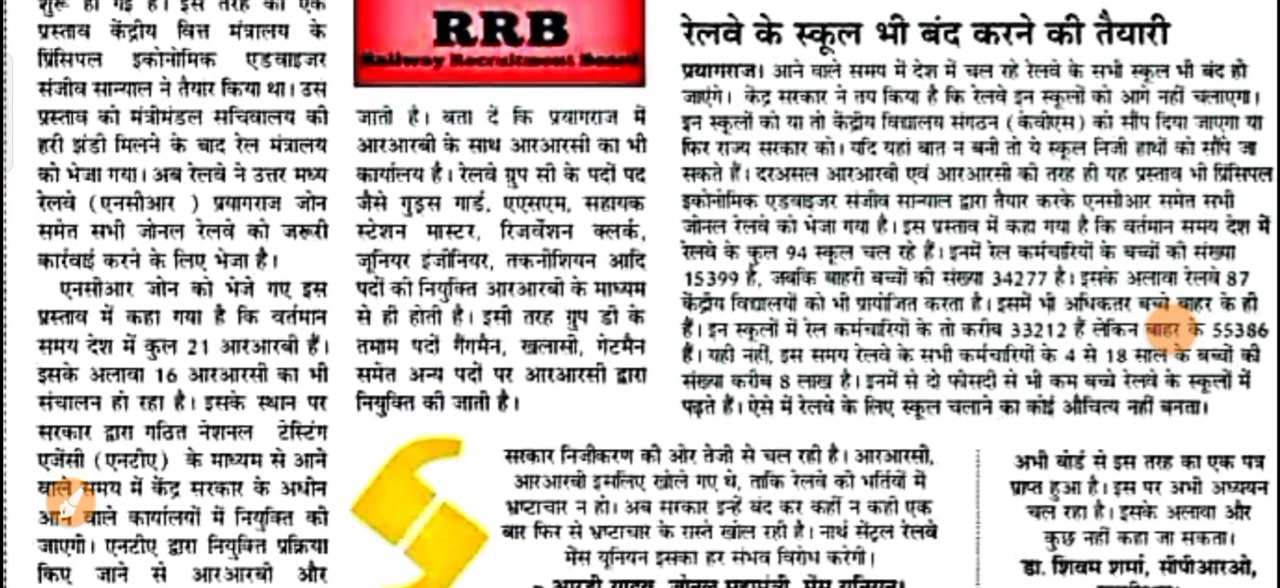 शुरू हो गई है। इस तरह का एक
प्रस्ताव केंद्रीय वित्त मंत्रालय के
प्रिंसिपल इकोनोमिक एडवाइजर
संजीव सान्याल ने तैयार किया था। उस
प्रस्ताव को मंत्रीमंडल सचिवालय की
हरी झंडी मिलने के बाद रेल मंत्रालय
को भेजा गया। अब रेलवे ने उत्तर मध्य
रेलवे (एनसीआर ) प्रयागराज जोन
समेत सभी जोनल रेलवे को जरूरी
कार्रवाई करने के लिए भेजा है।
एनसीआर जोन को भेजे गए इस
प्रस्ताव में कहा गया है कि वर्तमान
समय देश में कुल 21 आरआरबी हैं।
इसके अलावा 16 आरआरसी का भी
संचालन हो रहा है। इसके स्थान पर
सरकार द्वारा गठित नेशनल टेस्टिंग
एजेंसी (एनटीए) के माध्यम से आने
वाले समय में केंद्र सरकार के अधीन
आने वाले कार्यालयों में नियुक्ति की
जाएगी। एनटीए द्वारा नियुक्ति प्रक्रिया
किए जाने से आरआरबी और
RRB
Railway Recruitment Board
जाती है। बता दें कि प्रयागराज में
आरआरबी के साथ आरआरसी का भी
कार्यालय है। रेलवे ग्रुप सी के पदों पद
जैसे गुड्स गार्ड, एएसएम, सहायक
स्टेशन मास्टर, रिजर्वेशन क्लर्क,
जूनियर इंजीनियर, तकनीशियन आदि
पदों की नियुक्ति आरआरबी के माध्यम
से ही होती है। इसी तरह ग्रुप डी के
तमाम पदों गैंगमैन, खलासी, गेटमैन
समेत अन्य पदों पर आरआरसी द्वारा
नियुक्ति की जाती है।
रेलवे के स्कूल भी बंद करने की तैयारी
प्रयागराज। आने वाले समय में देश में चल रहे रेलवे के सभी स्कूल भी बंद हो
जाएंगे। केंद्र सरकार ने तय किया है कि रेलवे इन स्कूलों को आगे नहीं चलाएगा।
इन स्कूलों को या तो केंद्रीय विद्यालय संगठन (केवीएस) को सौंप दिया जाएगा या
फिर राज्य सरकार को। यदि यहां बात न बनी तो ये स्कूल निजी हाथों को सौंपे जा
सकते हैं। दरअसल आरआरबी एवं आरआरसी की तरह ही यह प्रस्ताव भी प्रिंसिपल
इकोनोमिक एडवाइजर संजीव सान्याल द्वारा तैयार करके एनसीआर समेत सभी
जोनल रेलवे को भेजा गया है। इस प्रस्ताव में कहा गया है कि वर्तमान समय देश में
रेलवे के कुल 94 स्कूल चल रहे हैं। इनमें रेल कर्मचारियों के बच्चों की संख्या
15399 है, जबकि बाहरी बच्चों की संख्या 34277 है। इसके अलावा रेलवे 87
केंद्रीय विद्यालयों को भी प्रायोजित करता है। इसमें भी अधिकतर बच्चे बाहर के ही
हैं। इन स्कूलों में रेल कर्मचारियों के तो करीब 33212 हैं लेकिन बाहर के 55386
हैं। यही नहीं, इस समय रेलवे के सभी कर्मचारियों के 4 से 18 साल के बच्चों की
संख्या करीब 8 लाख है। इनमें से दो फीसदी से भी कम बच्चे रेलवे के स्कूलों में
पढ़ते हैं। ऐसे में रेलवे के लिए स्कूल चलाने का कोई औचित्य नहीं बनता।
सरकार निजीकरण की ओर तेजी से चल रही है। आरआरसी,
आरआरबी इसलिए खोले गए थे, ताकि रेलवे की भर्तियों में
भ्रष्टाचार न हो। अब सरकार इन्हें बंद कर कहीं न कहीं एक
बार फिर से भ्रष्टाचार के रास्ते खोल रही है। नार्थ सेंट्रल रेलवे
मेंस यूनियन इसका हर संभव विरोध करेगी।
- आरडी यादव, जोनल महामंत्री, मेंस यूनियन।
अभी बोर्ड से इस तरह का एक पत्र
प्राप्त हुआ है। इस पर अभी अध्ययन
चल रहा है। इसके अलावा और
कुछ नहीं कहा जा सकता।
डा. शिवम शर्मा, सीपीआरओ,